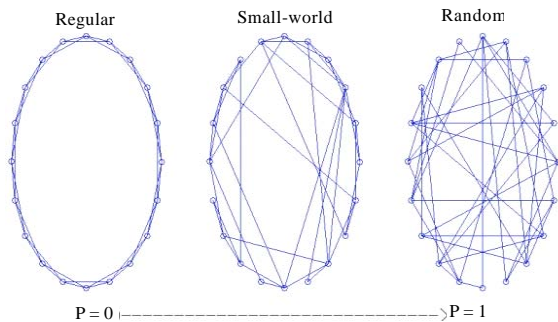 Regular
Small-world
Random
P = 0
P = 1